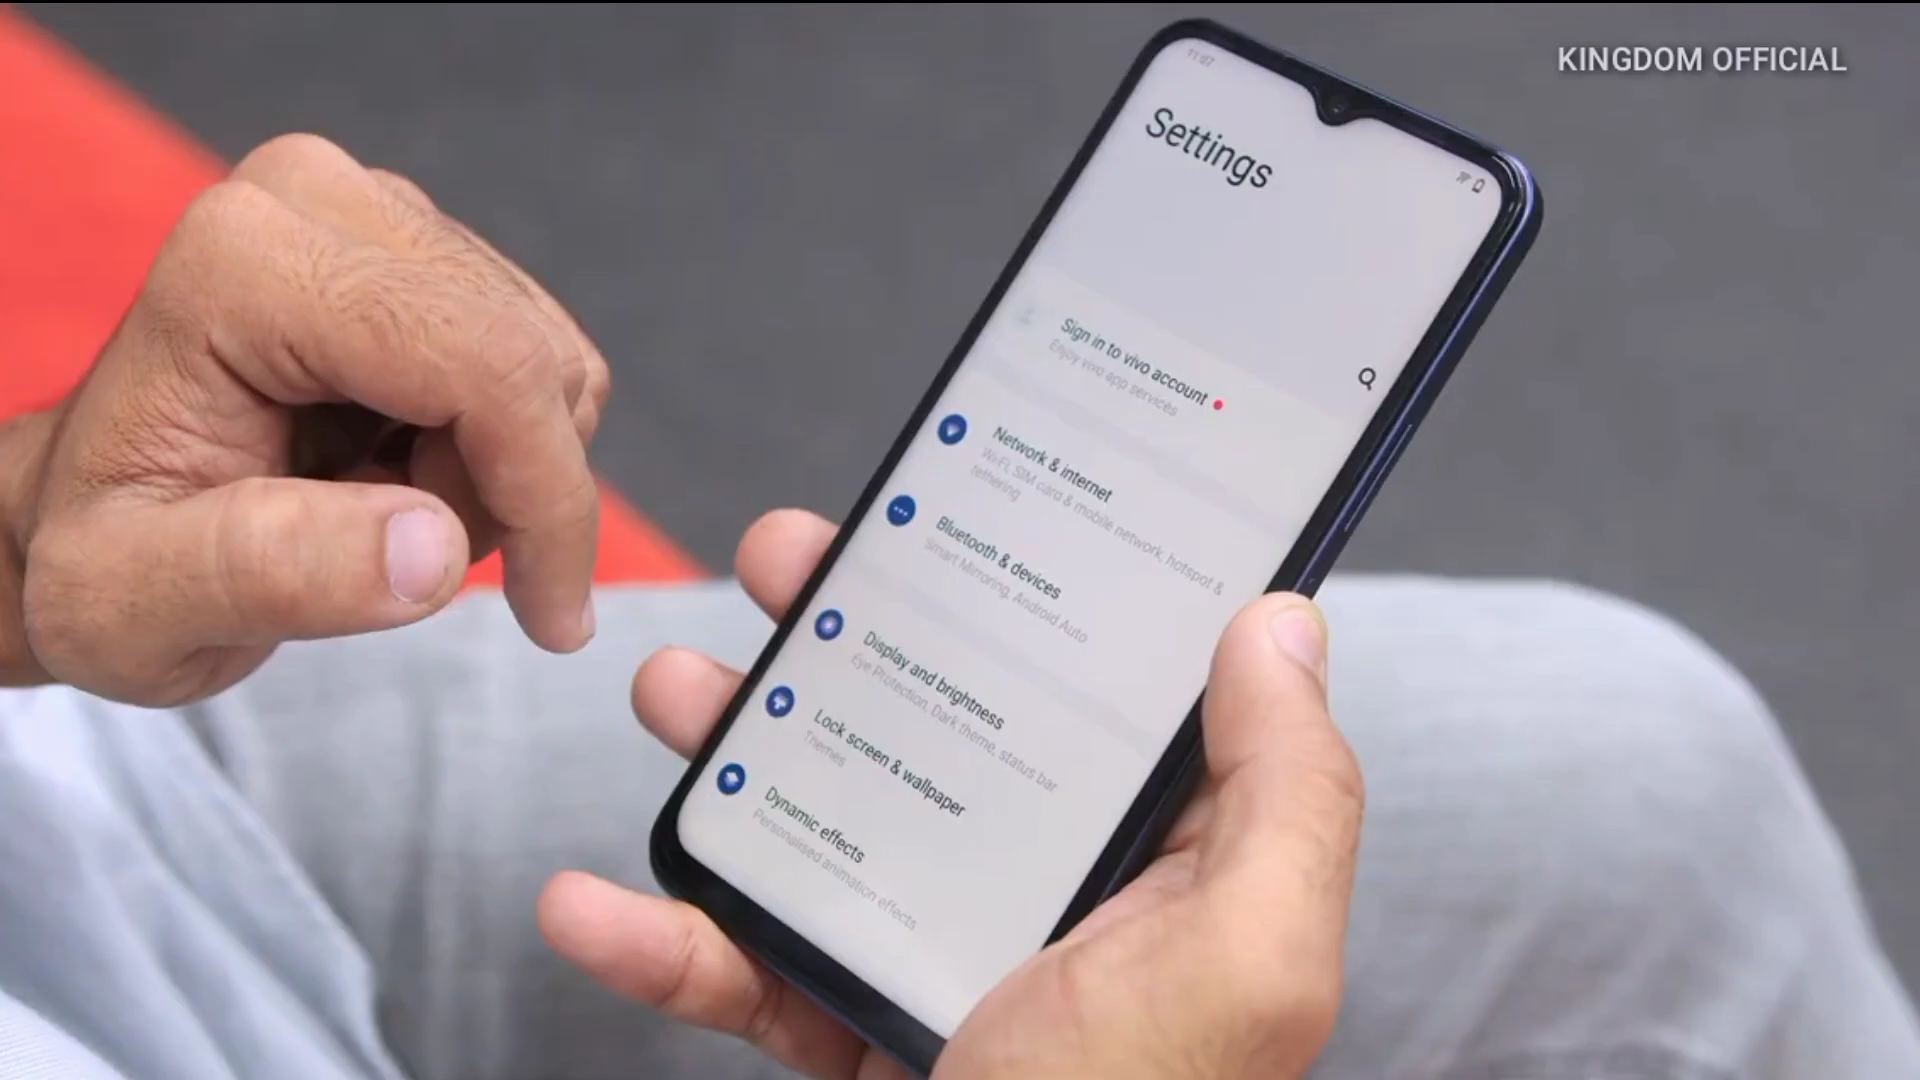 KINGDOM OFFICIAL
11:07
Settings
Sign in to vivo account
Enjoy vivo app services
Network & internet
Wi-Fi, SIM card & mobile network, hotspot &
tethering
Bluetooth & devices
Smart Mirroring, Android Auto
Display and brightness
Eye Protection, Dark theme, status bar
Lock screen & wallpaper
Themes
Dynamic effects
Personalised animation effects